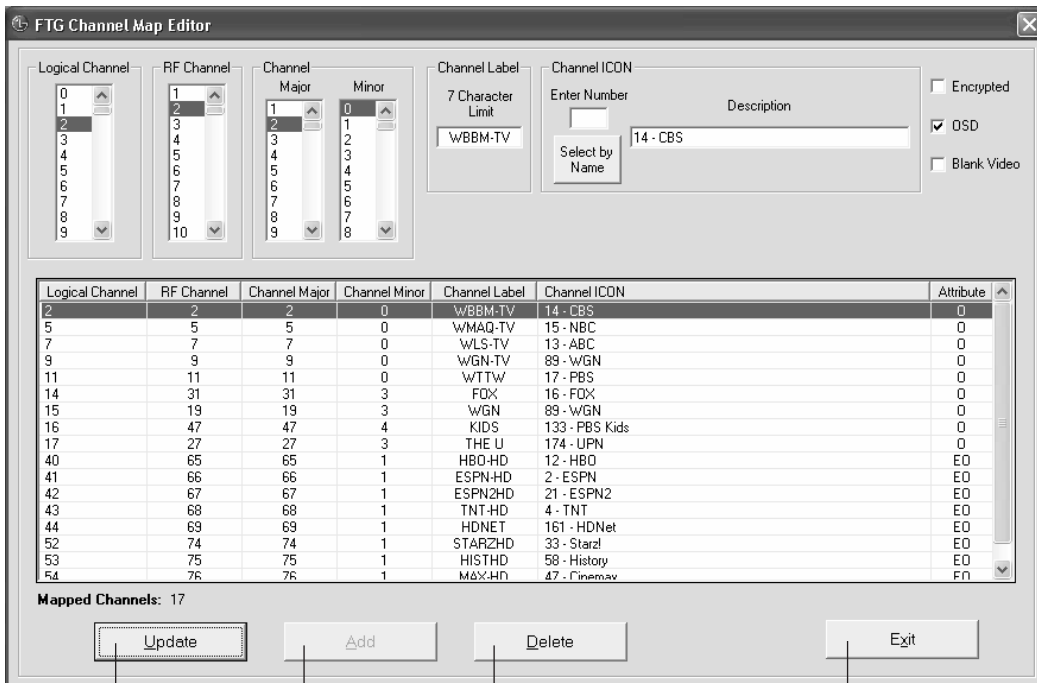 FTG Channel Map Editor
Logical Channel
0
1
2
3
4
5
6
7
8
9
RF Channel
1
2
3
4
5
6
7
8
9
10
Channel
Major Minor
1 0
2 1
3 2
4 3
5 4
6 5
7 6
8 7
9 8
Channel Label
7 Character
Limit
WBBM-TV
Channel ICON
Enter Number Description
14 - CBS
Select by
Name
Encrypted
OSD
Blank Video
Logical Channel RF Channel Channel Major Channel Minor Channel Label Channel ICON Attribute
2 2 2 0 WBBM-TV 14 - CBS O
5 5 5 0 WMAQ-TV 15 - NBC O
7 7 7 0 WLS-TV 13 - ABC O
9 9 9 0 WGN-TV 89 - WGN O
11 11 11 0 WTTW 17 - PBS O
14 31 31 3 FOX 16 - FOX O
15 19 19 3 WGN 89 - WGN O
16 47 47 4 KIDS 133 - PBS Kids O
17 27 27 3 THE U 174 - UPN O
40 65 65 1 HBO-HD 12 - HBO EO
41 66 66 1 ESPN-HD 2 - ESPN EO
42 67 67 1 ESPN2HD 21 - ESPN2 EO
43 68 68 1 TNT-HD 4 - TNT EO
44 69 69 1 HDNET 161 - HDNet EO
52 74 74 1 STARZHD 33 - Starz! EO
53 75 75 1 HISTHD 58 - History EO
54 76 76 1 MAX-HD 47 - Cinemax EO
Mapped Channels: 17
Update Add Delete Exit